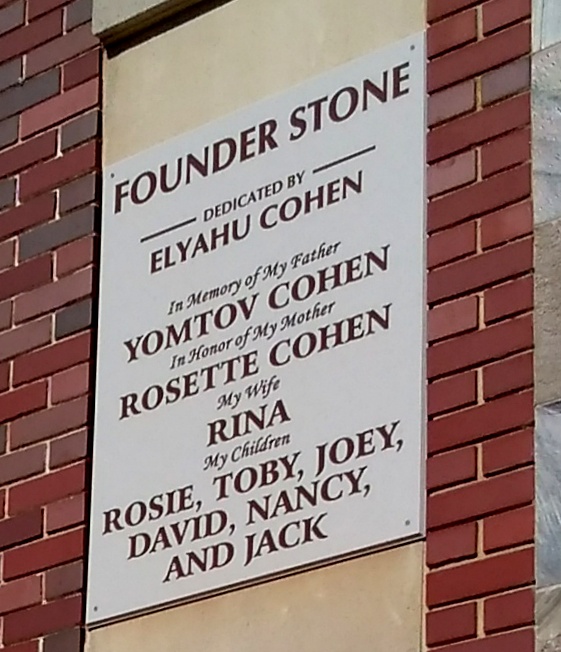 FOUNDER STONE
DEDICATED BY
ELYAHU COHEN
In Memory of My Father
YOMTOV COHEN
In Honor of My Mother
ROSETTE COHEN
My Wife
RINA
My Children
ROSIE, TOBY, JOEY,
DAVID, NANCY,
AND JACK